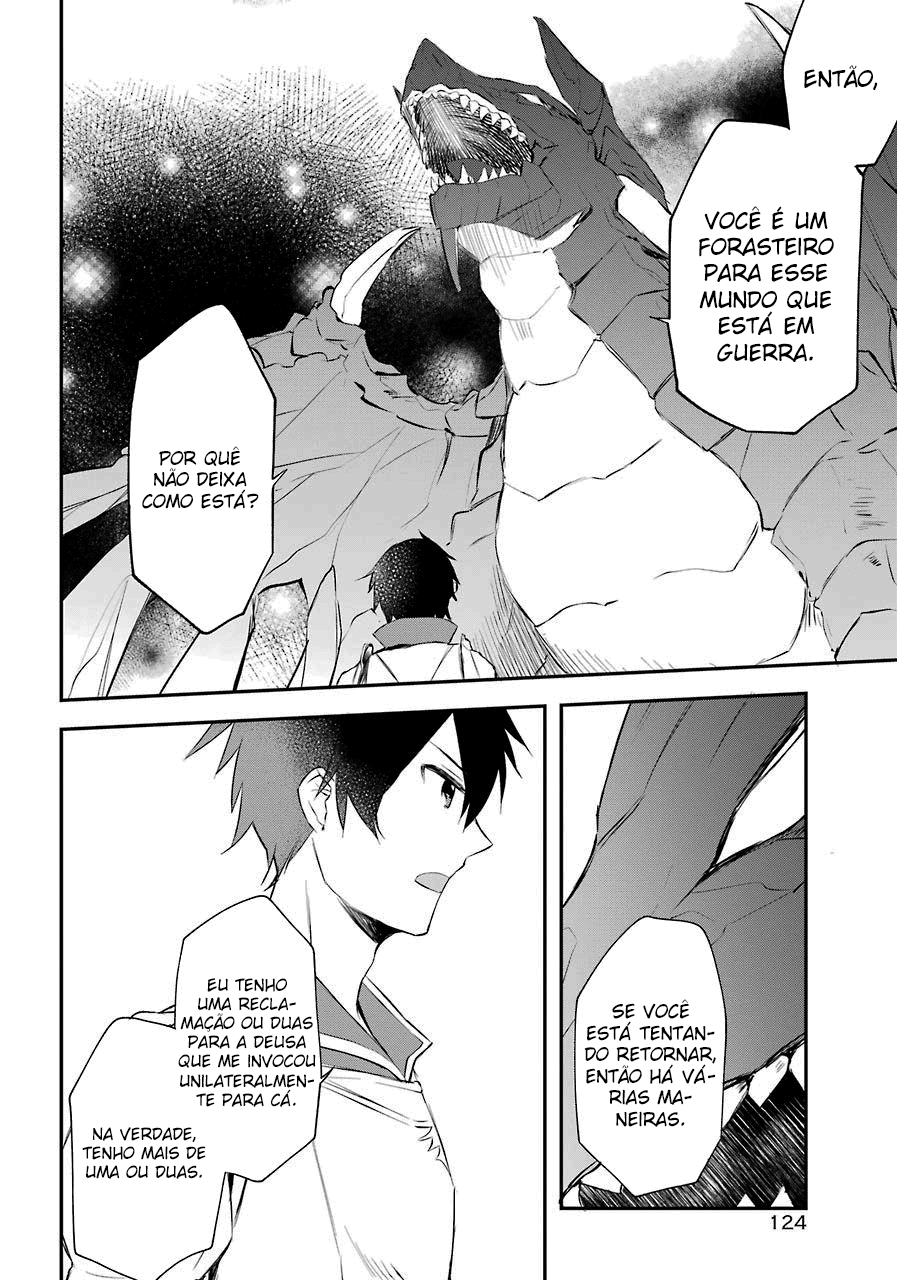 ENTÃO,
VOCÊ É UM
FORASTEIRO
PARA ESSE
MUNDO QUE
ESTÁ EM
GUERRA.
POR QUÊ
NÃO DEIXA
COMO ESTÁ?
SE VOCÊ
ESTÁ TENTAN-
DO RETORNAR,
ENTÃO HÁ VÁ-
RIAS MA-
NEIRAS.
EU TENHO
UMA RECLA-
MAÇÃO OU DUAS
PARA A DEUSA
QUE ME INVOCOU
UNILATERALMEN-
TE PARA CÁ.
NA VERDADE,
TENHO MAIS DE
UMA OU DUAS.
124